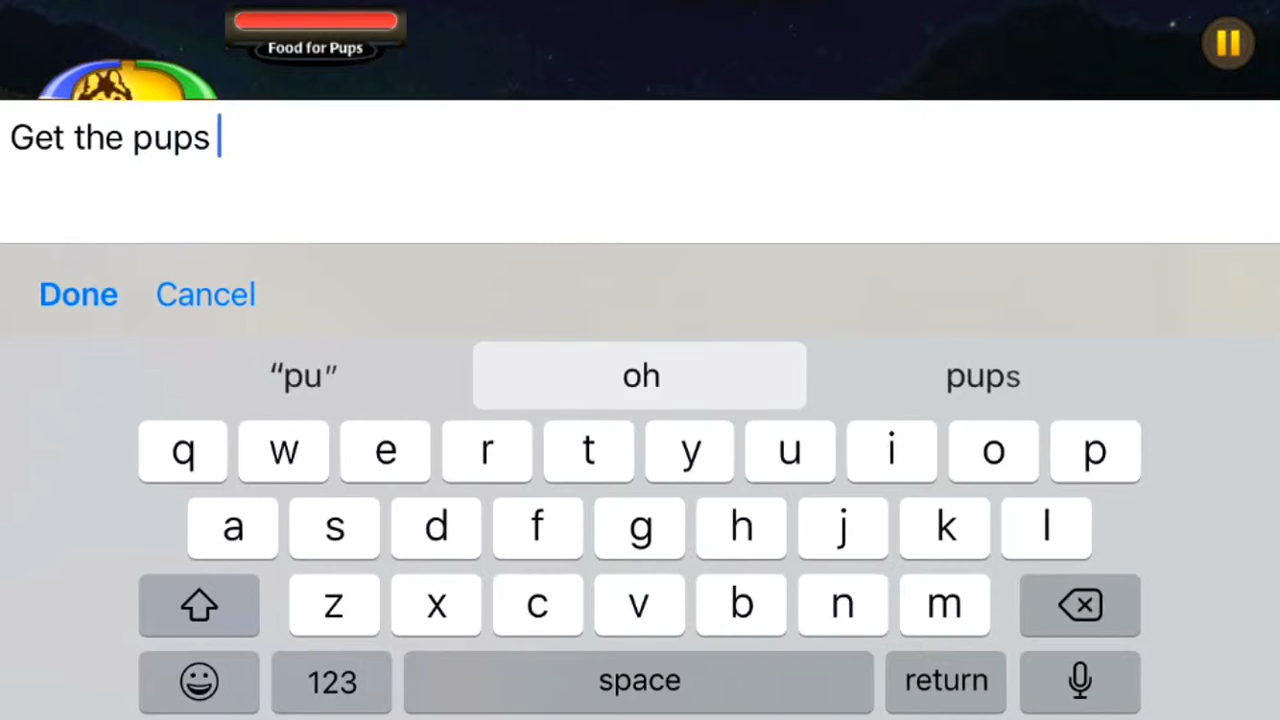 Food for Pups
Get the pups
Done Cancel
“pu” oh pups
q w e r t y u i o p
a s d f g h j k l
z x c v b n m
123 space return